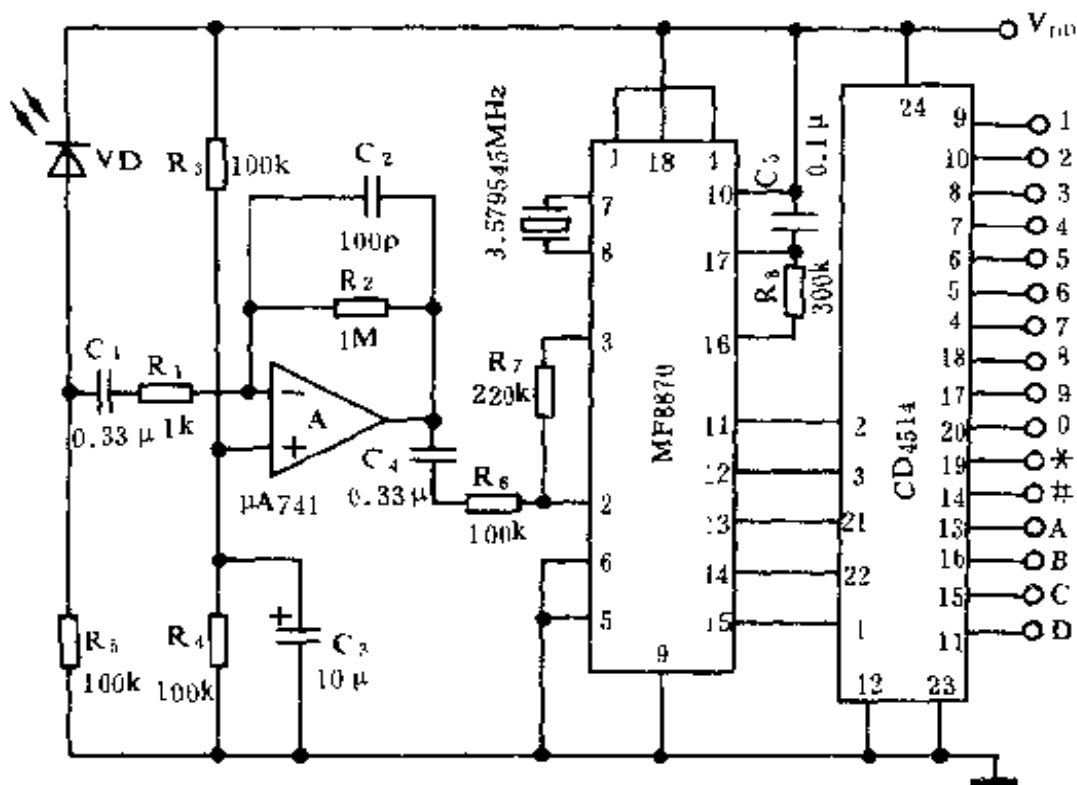 V_DD
VD
R3
100k
C2
100p
R2
1M
C1
0.33μ
R1
1k
A
−
+
μA741
C4
0.33μ
R6
100k
R7
220k
R5
100k
R4
100k
+
C3
10μ
3.579545MHz
MF8870
1
18
4
7
8
3
2
6
5
9
10
17
16
11
12
13
14
15
0.1μ
R8
300k
CD4514
24
2
3
21
22
1
12
23
9 1
10 2
8 3
7 4
6 5
5 6
4 7
18 8
17 9
20 0
19 *
14 #
13 A
16 B
15 C
11 D